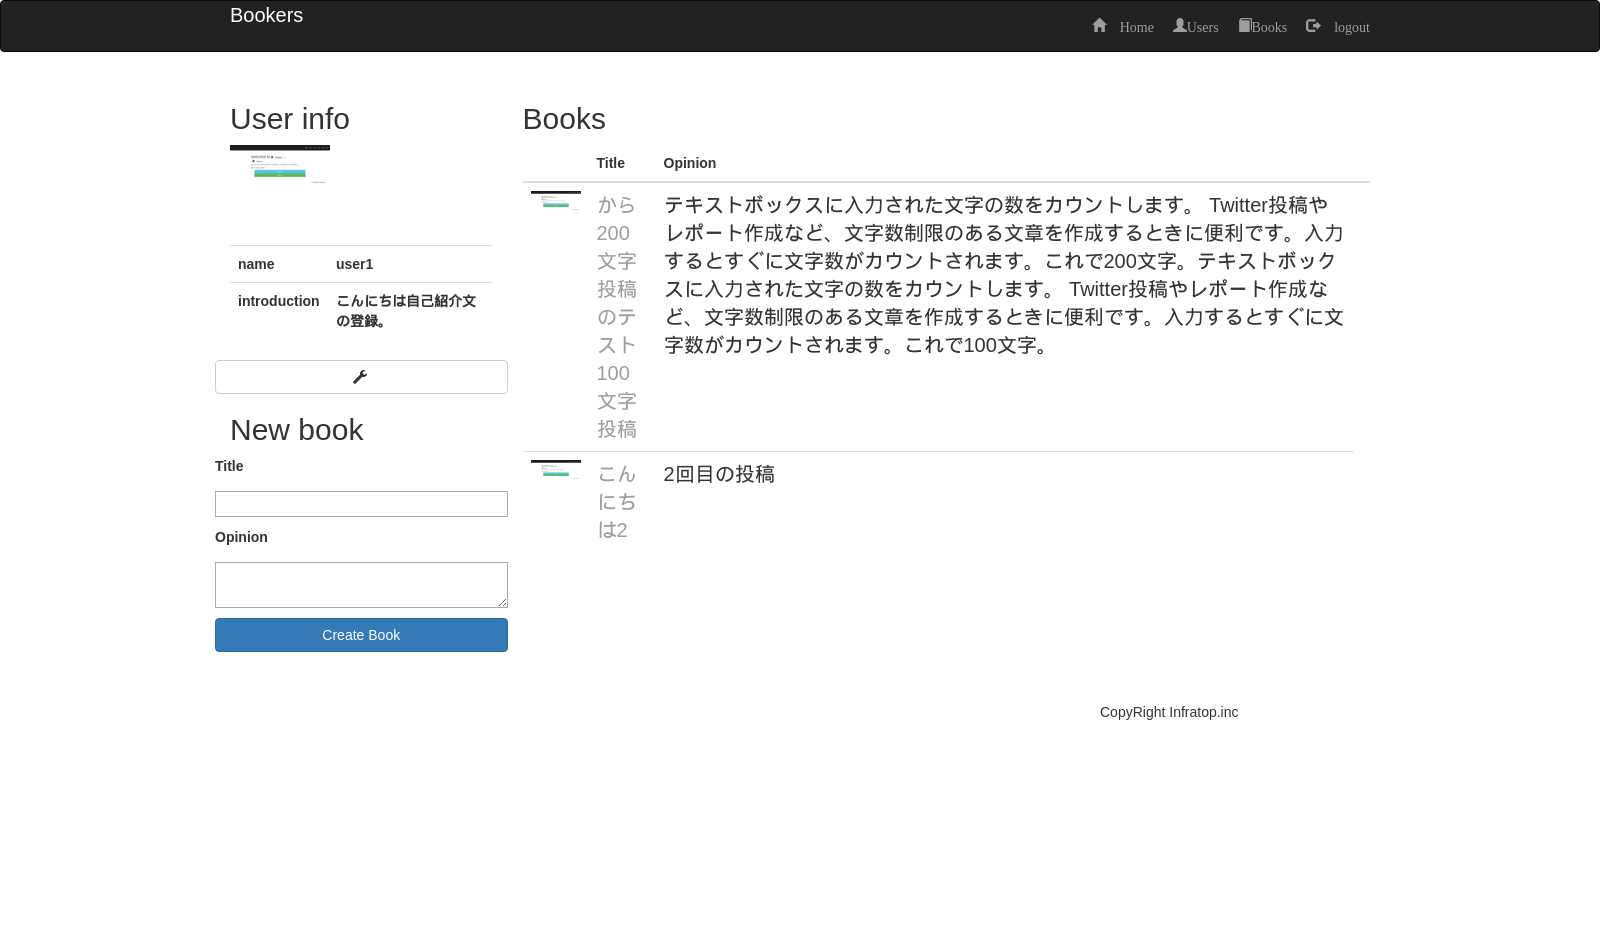 Bookers
Home Users Books logout
User info
name user1
introduction こんにちは自己紹介文
の登録。
New book
Title
Opinion
Create Book
Books
Title Opinion
から
200
文字
投稿
のテ
スト
100
文字
投稿
テキストボックスに入力された文字の数をカウントします。 Twitter投稿や
レポート作成など、文字数制限のある文章を作成するときに便利です。入力
するとすぐに文字数がカウントされます。これで200文字。テキストボック
スに入力された文字の数をカウントします。 Twitter投稿やレポート作成な
ど、文字数制限のある文章を作成するときに便利です。入力するとすぐに文
字数がカウントされます。これで100文字。
こん
にち
は2
2回目の投稿
CopyRight Infratop.inc